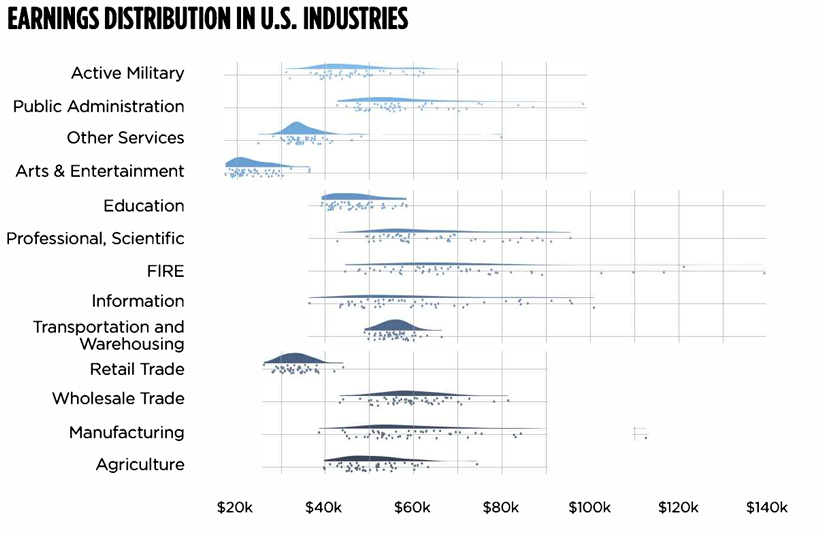 EARNINGS DISTRIBUTION IN U.S. INDUSTRIES
Active Military
Public Administration
Other Services
Arts & Entertainment
Education
Professional, Scientific
FIRE
Information
Transportation and
Warehousing
Retail Trade
Wholesale Trade
Manufacturing
Agriculture
$20k $40k $60k $80k $100k $120k $140k